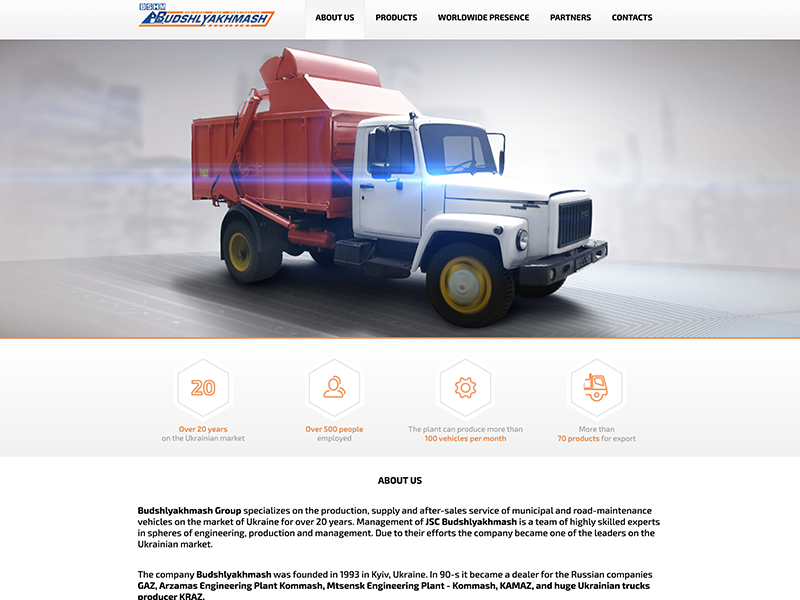 BSHM
BUDSHLYAKHMASH
ABOUT US
PRODUCTS
WORLDWIDE PRESENCE
PARTNERS
CONTACTS
20
Over 20 years
on the Ukrainian market
Over 500 people
employed
The plant can produce more than
100 vehicles per month
More than
70 products for export
ABOUT US
Budshlyakhmash Group specializes on the production, supply and after-sales service of municipal and road-maintenance
vehicles on the market of Ukraine for over 20 years. Management of JSC Budshlyakhmash is a team of highly skilled experts
in spheres of engineering, production and management. Due to their efforts the company became one of the leaders on the
Ukrainian market.
The company Budshlyakhmash was founded in 1993 in Kyiv, Ukraine. In 90-s it became a dealer for the Russian companies
GAZ, Arzamas Engineering Plant Kommash, Mtsensk Engineering Plant - Kommash, KAMAZ, and huge Ukrainian trucks
producer KRAZ.